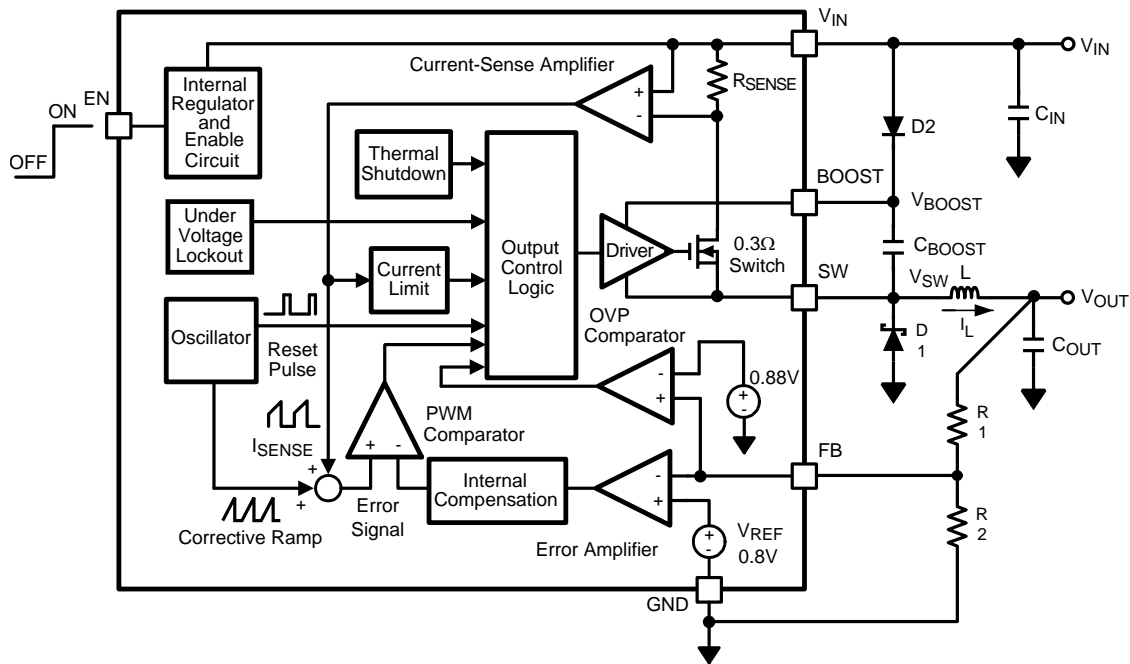 VIN
VIN
Current-Sense Amplifier
RSENSE
+
-
EN
ON
OFF
Internal
Regulator
and
Enable
Circuit
CIN
D2
Thermal
Shutdown
BOOST
VBOOST
Under
Voltage
Lockout
Output
Control
Logic
Driver
0.3Ω
Switch
CBOOST
Current
Limit
SW
VSW
L
IL
VOUT
OVP
Comparator
D
1
COUT
Oscillator
Reset
Pulse
-
+
0.88V
+
-
PWM
Comparator
+
-
ISENSE
R
1
FB
+
+
Internal
Compensation
-
+
Error
Signal
Corrective Ramp
Error Amplifier
VREF
0.8V
+
-
R
2
GND